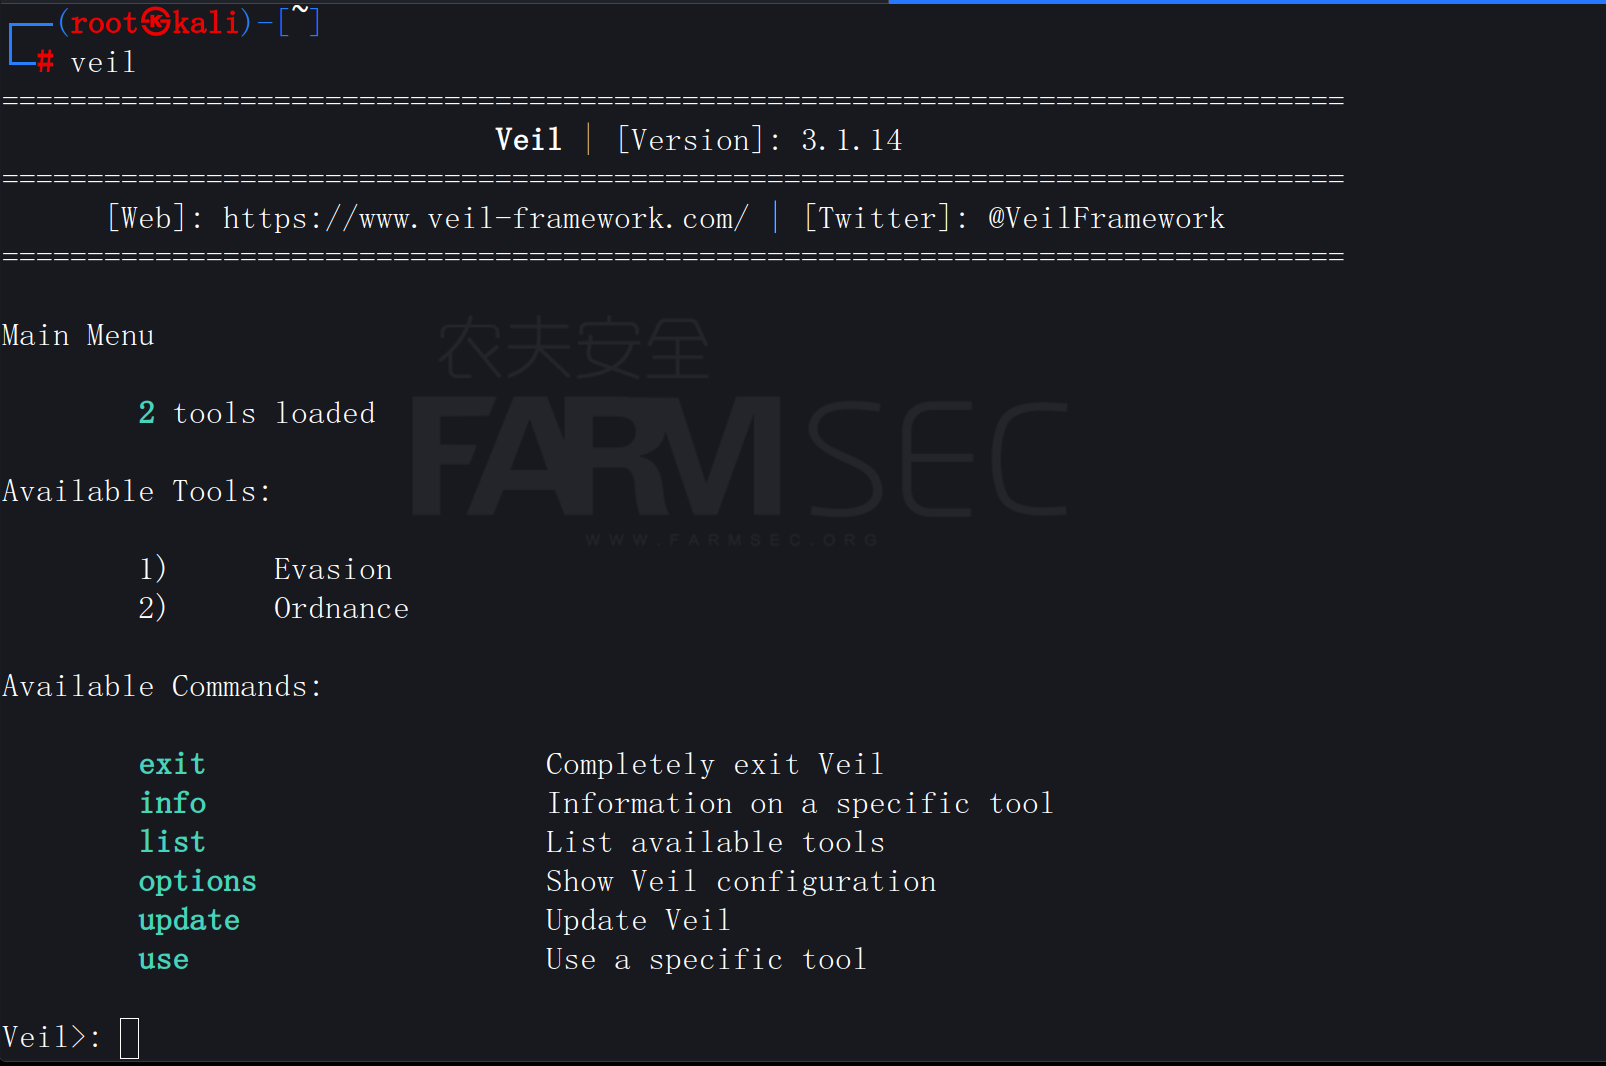 (root㉿kali)-[~]
# veil
===============================================================================
Veil | [Version]: 3.1.14
===============================================================================
[Web]: https://www.veil-framework.com/ | [Twitter]: @VeilFramework
===============================================================================
Main Menu
2 tools loaded
Available Tools:
1) Evasion
2) Ordnance
Available Commands:
exit Completely exit Veil
info Information on a specific tool
list List available tools
options Show Veil configuration
update Update Veil
use Use a specific tool
Veil>:
农夫安全
FARMSEC
WWW.FARMSEC.ORG